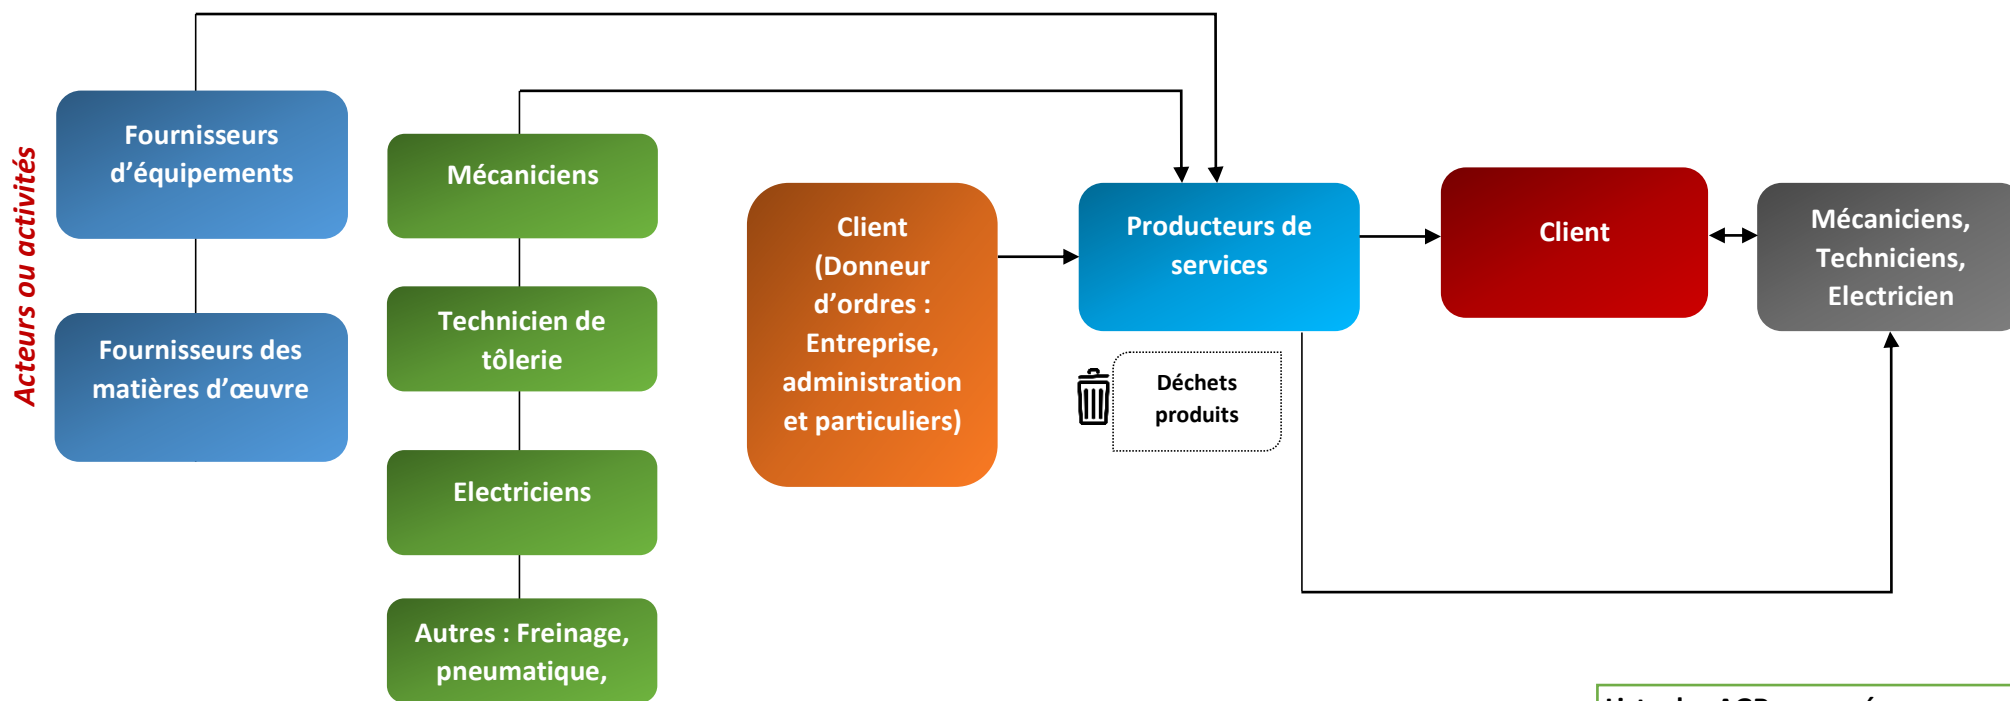 Acteurs ou activités
Fournisseurs
d’équipements
Fournisseurs des
matières d’œuvre
Mécaniciens
Technicien de
tôlerie
Electriciens
Autres : Freinage,
pneumatique,
Client
(Donneur
d’ordres :
Entreprise,
administration
et particuliers)
Producteurs de
services
Déchets
produits
Client
Mécaniciens,
Techniciens,
Electricien